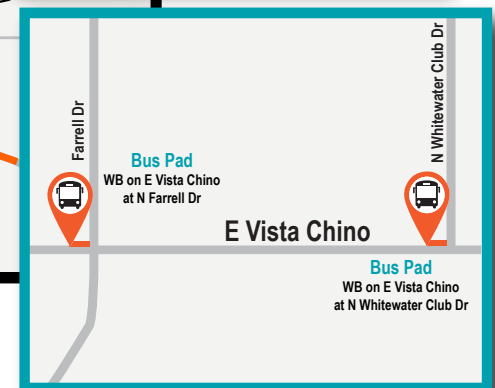 Farrell Dr
N Whitewater Club Dr
Bus Pad
WB on E Vista Chino
at N Farrell Dr
E Vista Chino
Bus Pad
WB on E Vista Chino
at N Whitewater Club Dr